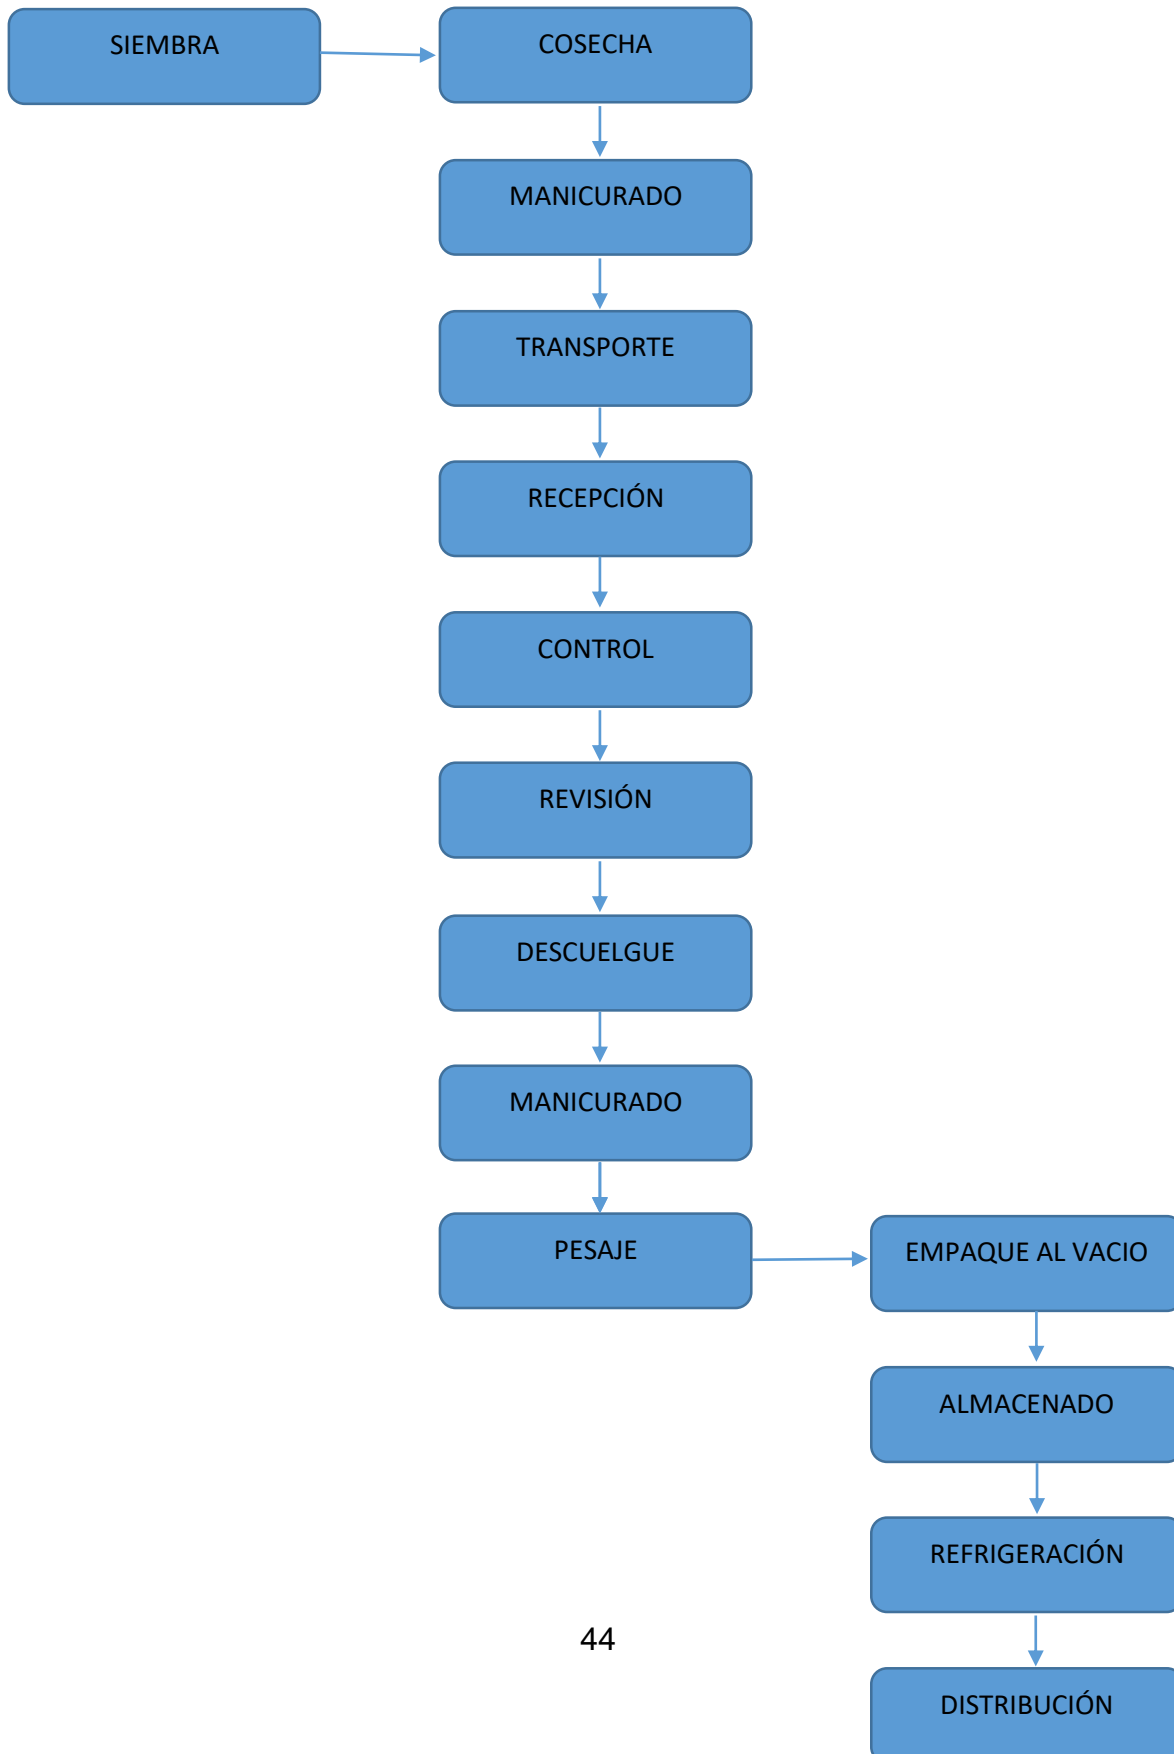 SIEMBRA
COSECHA
MANICURADO
TRANSPORTE
RECEPCIÓN
CONTROL
REVISIÓN
DESCUELGUE
MANICURADO
PESAJE
EMPAQUE AL VACIO
ALMACENADO
REFRIGERACIÓN
DISTRIBUCIÓN
44